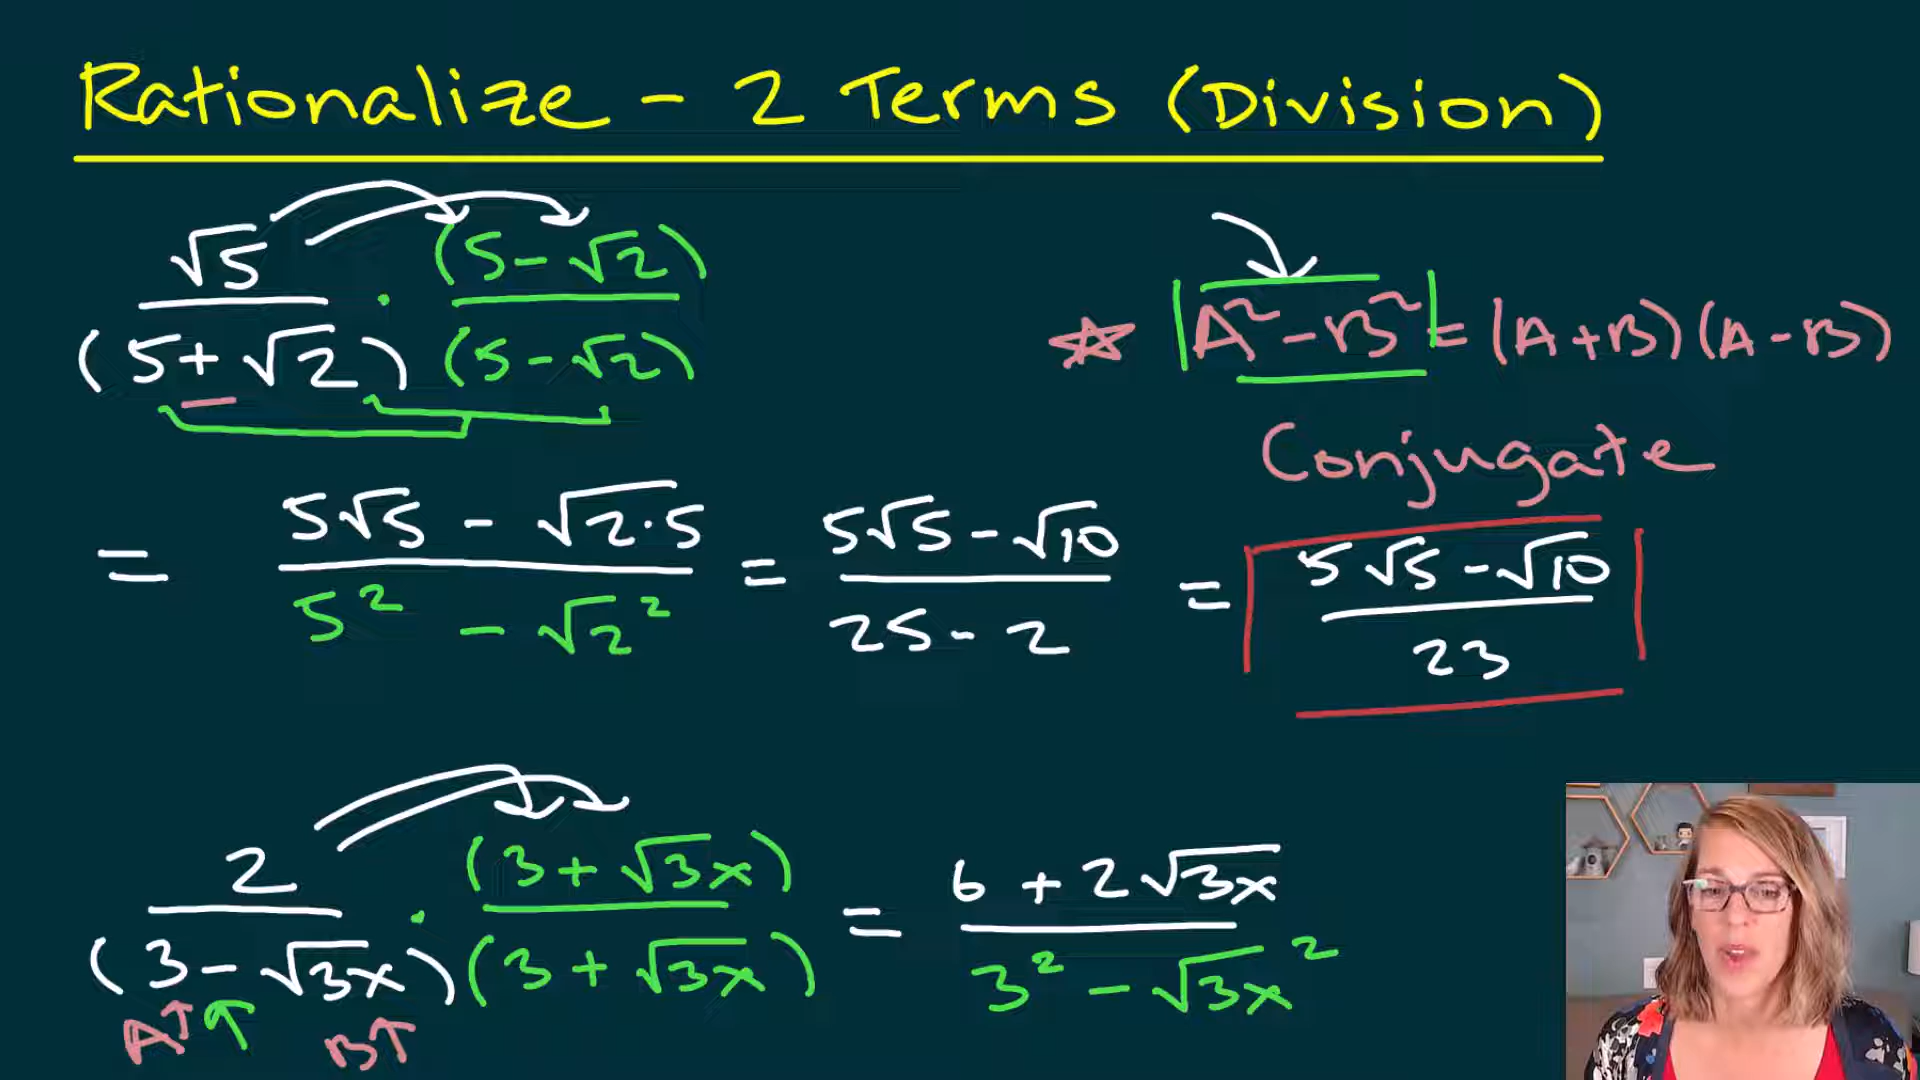 Rationalize - 2 Terms (Division)
√5 / (5 + √2) · (5 - √2) / (5 - √2)
☆ A² - B² = (A + B)(A - B)
Conjugate
= (5√5 - √2·5) / (5² - √2²) = (5√5 - √10) / (25 - 2) = (5√5 - √10) / 23
2 / (3 - √3x) · (3 + √3x) / (3 + √3x) = (6 + 2√3x) / (3² - √3x²)
A↑ ↑ B↑